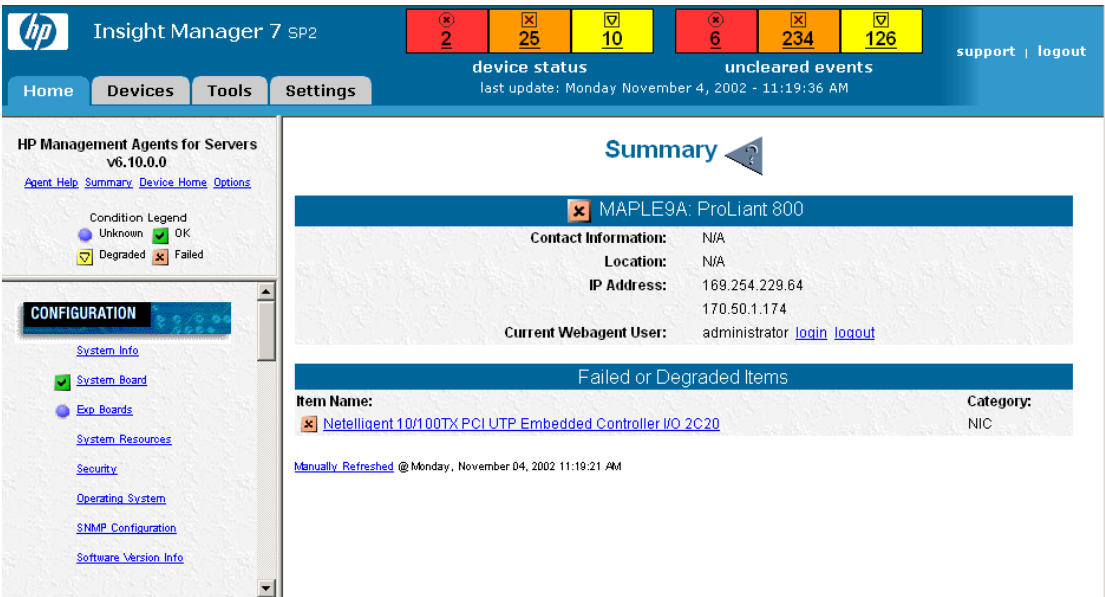 hp Insight Manager 7 SP2
2 25 10 6 234 126
device status uncleared events
support | logout
last update: Monday November 4, 2002 - 11:19:36 AM
Home Devices Tools Settings
HP Management Agents for Servers
v6.10.0.0
Agent Help Summary Device Home Options
Condition Legend
Unknown OK
Degraded Failed
CONFIGURATION
System Info
System Board
Exp Boards
System Resources
Security
Operating System
SNMP Configuration
Software Version Info
Summary ?
MAPLE9A: ProLiant 800
Contact Information: N/A
Location: N/A
IP Address: 169.254.229.64
170.50.1.174
Current Webagent User: administrator login logout
Failed or Degraded Items
Item Name: Category:
Netelligent 10/100TX PCI UTP Embedded Controller I/O 2C20 NIC
Manually Refreshed @ Monday, November 04, 2002 11:19:21 AM